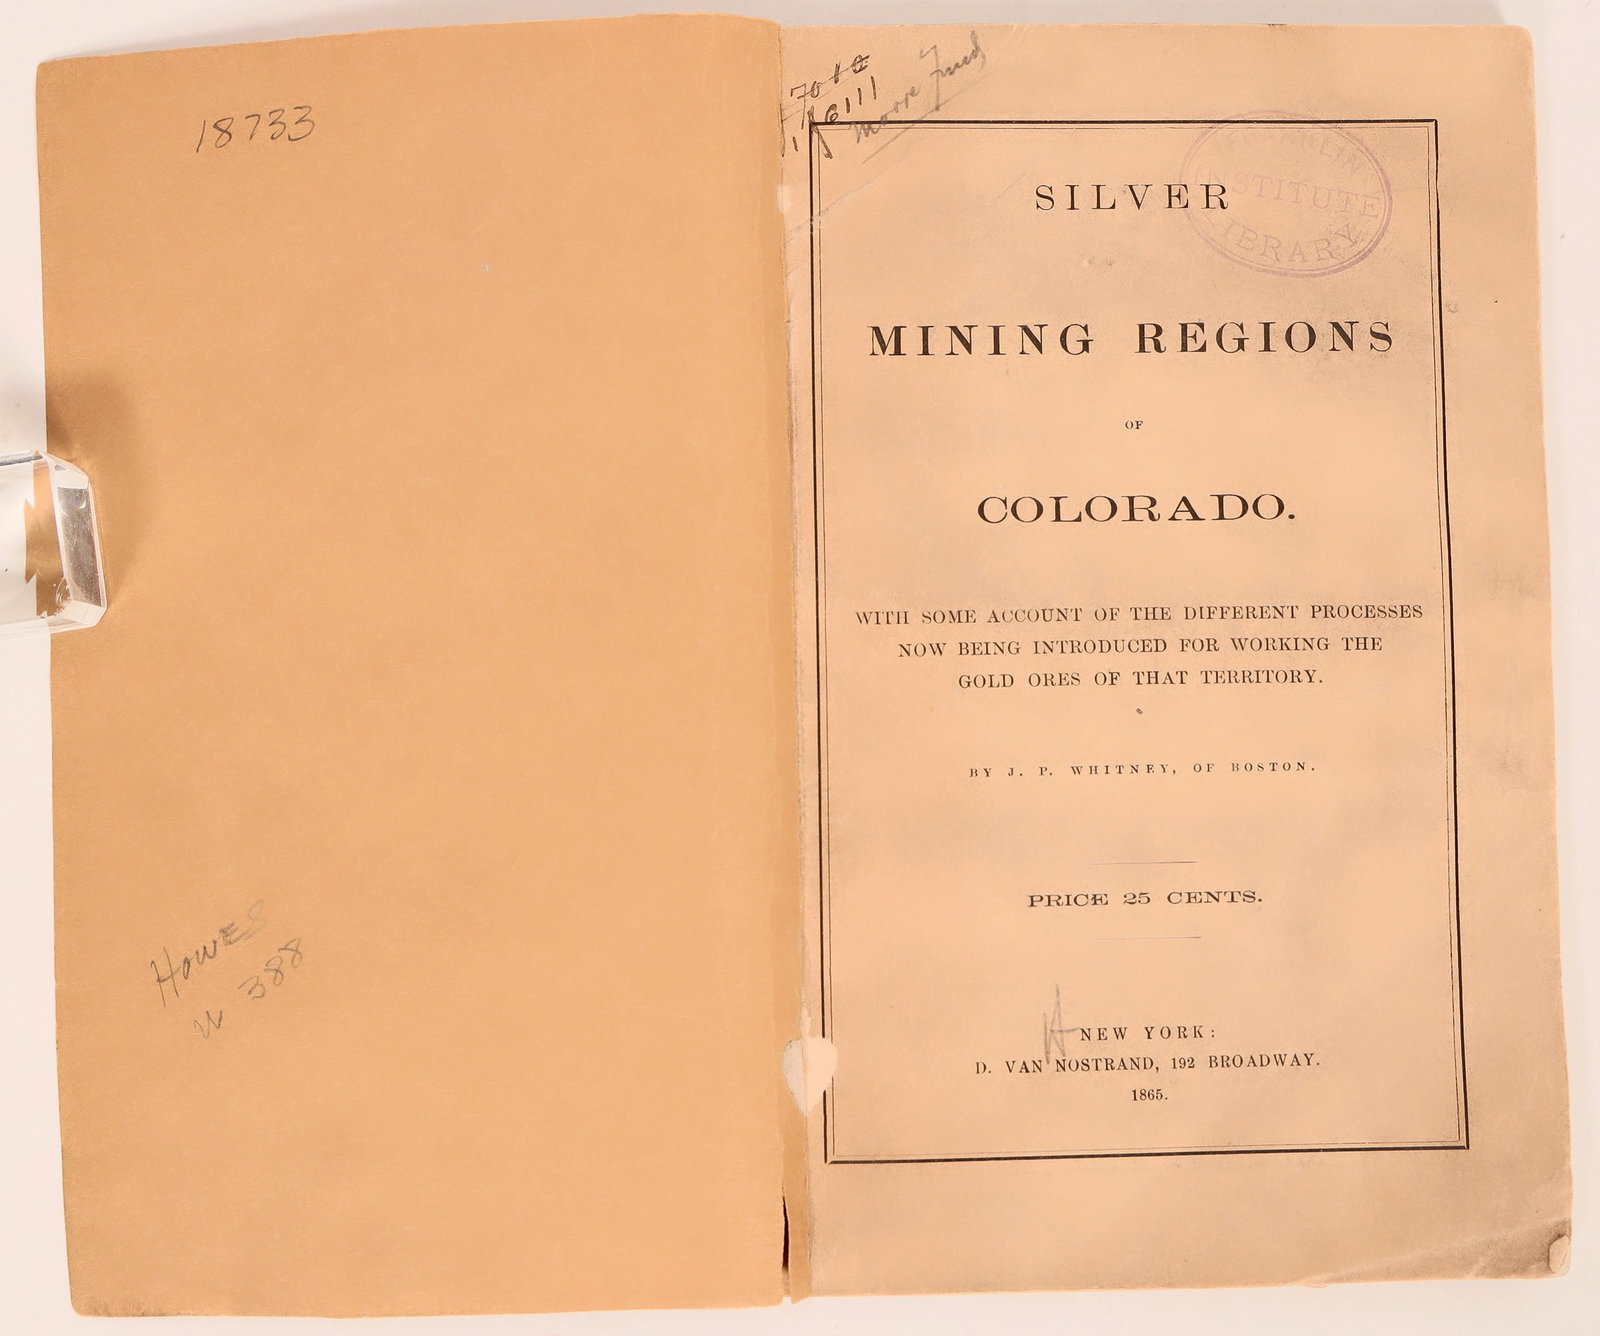 18733
HOWES
W 388
Moore Fund
FRANKLIN
INSTITUTE
LIBRARY
SILVER
MINING REGIONS
OF
COLORADO.
WITH SOME ACCOUNT OF THE DIFFERENT PROCESSES
NOW BEING INTRODUCED FOR WORKING THE
GOLD ORES OF THAT TERRITORY.
BY J. P. WHITNEY, OF BOSTON.
PRICE 25 CENTS.
NEW YORK:
D. VAN NOSTRAND, 192 BROADWAY.
1865.